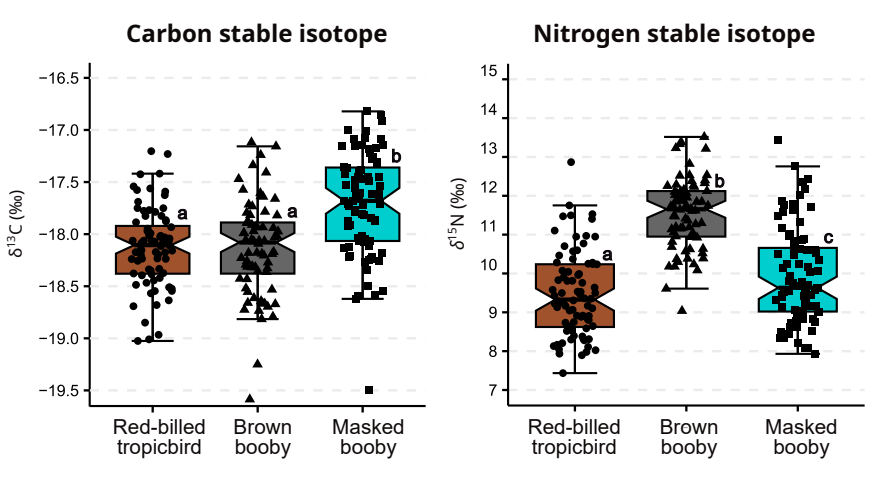 Carbon stable isotope
δ¹³C (‰)
−16.5
−17.0
−17.5
−18.0
−18.5
−19.0
−19.5
a
a
b
Red-billed
tropicbird
Brown
booby
Masked
booby
Nitrogen stable isotope
δ¹⁵N (‰)
15
14
13
12
11
10
9
8
7
a
b
c
Red-billed
tropicbird
Brown
booby
Masked
booby